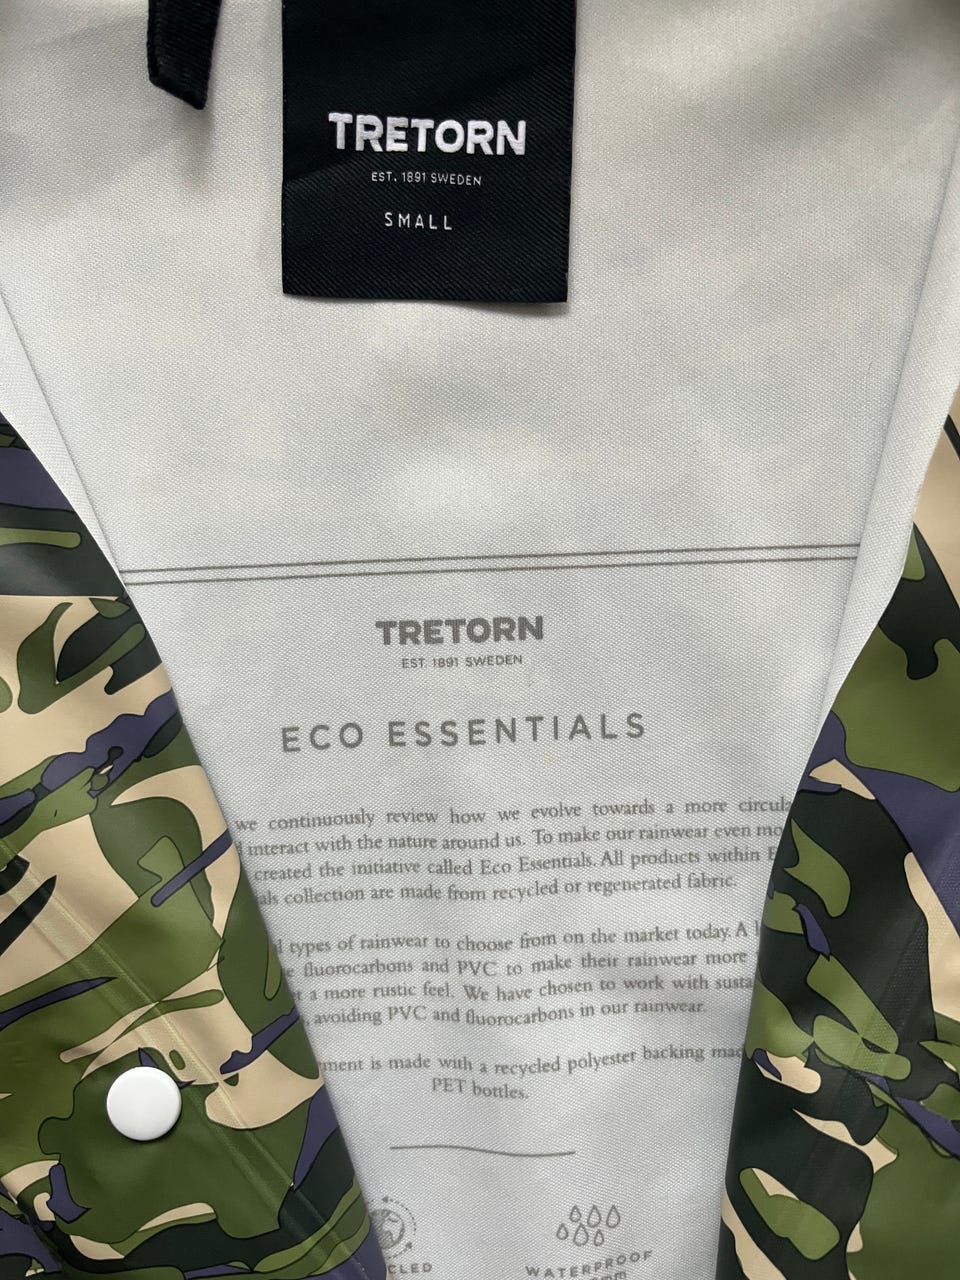 TRETORN
EST. 1891 SWEDEN
SMALL
TRETORN
EST. 1891 SWEDEN
ECO ESSENTIALS
we continuously review how we evolve towards a more
interact with the nature around us. To make our rainwear even
created the initiative called Eco Essentials. All products within
collection are made from recycled or regenerated fabric.
types of rainwear to choose from on the market today. A
fluorocarbons and PVC to make their rainwear more
a more rustic feel. We have chosen to work with
avoiding PVC and fluorocarbons in our rainwear.
is made with a recycled polyester backing
PET bottles.
WATERPROOF